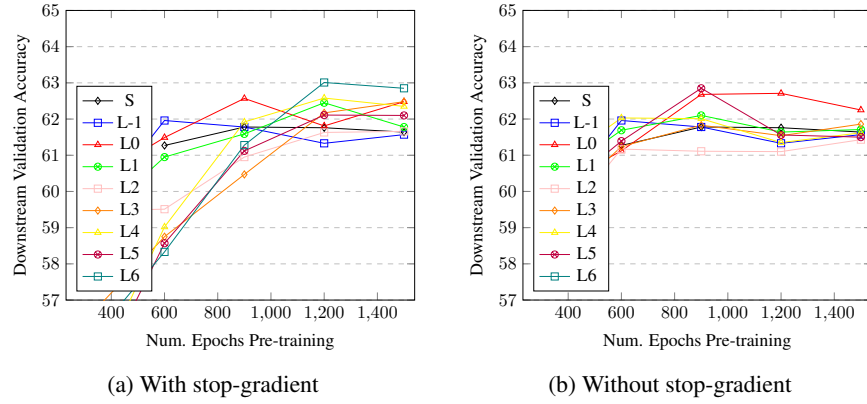 65
64
63
62
61
60
59
58
57
400 600 800 1,000 1,200 1,400
Downstream Validation Accuracy
Num. Epochs Pre-training
S
L-1
L0
L1
L2
L3
L4
L5
L6
(a) With stop-gradient
65
64
63
62
61
60
59
58
57
400 600 800 1,000 1,200 1,400
Downstream Validation Accuracy
Num. Epochs Pre-training
S
L-1
L0
L1
L2
L3
L4
L5
L6
(b) Without stop-gradient